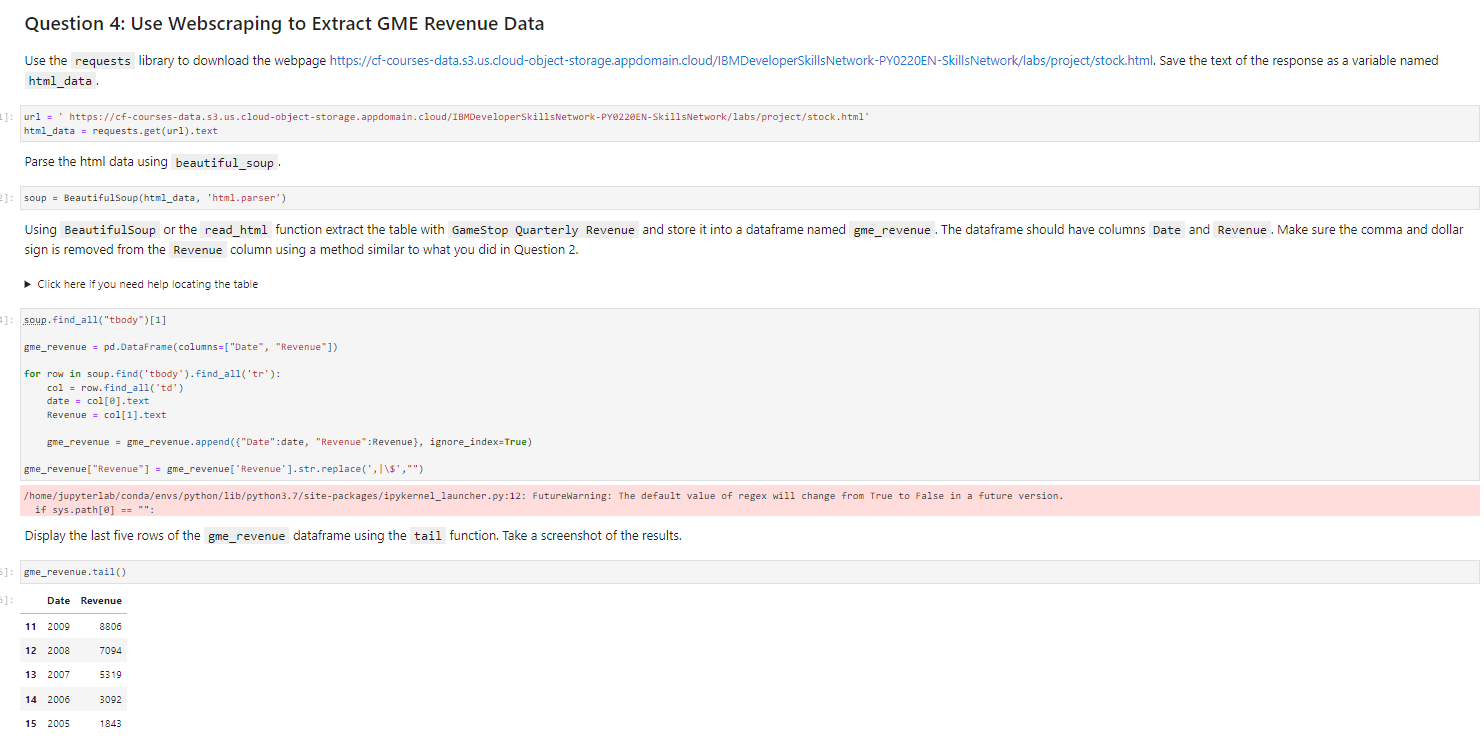 Question 4: Use Webscraping to Extract GME Revenue Data
Use the requests library to download the webpage https://cf-courses-data.s3.us.cloud-object-storage.appdomain.cloud/IBMDeveloperSkillsNetwork-PY0220EN-SkillsNetwork/labs/project/stock.html. Save the text of the response as a variable named
html_data.
url = ' https://cf-courses-data.s3.us.cloud-object-storage.appdomain.cloud/IBMDeveloperSkillsNetwork-PY0220EN-SkillsNetwork/labs/project/stock.html'
html_data = requests.get(url).text
Parse the html data using beautiful_soup.
soup = BeautifulSoup(html_data, 'html.parser')
Using BeautifulSoup or the read_html function extract the table with GameStop Quarterly Revenue and store it into a dataframe named gme_revenue. The dataframe should have columns Date and Revenue. Make sure the comma and dollar
sign is removed from the Revenue column using a method similar to what you did in Question 2.
▶ Click here if you need help locating the table
soup.find_all("tbody")[1]
gme_revenue = pd.DataFrame(columns=["Date", "Revenue"])
for row in soup.find('tbody').find_all('tr'):
col = row.find_all('td')
date = col[0].text
Revenue = col[1].text
gme_revenue = gme_revenue.append({"Date":date, "Revenue":Revenue}, ignore_index=True)
gme_revenue["Revenue"] = gme_revenue['Revenue'].str.replace(',|\$',"")
/home/jupyterlab/conda/envs/python/lib/python3.7/site-packages/ipykernel_launcher.py:12: FutureWarning: The default value of regex will change from True to False in a future version.
if sys.path[0] == "":
Display the last five rows of the gme_revenue dataframe using the tail function. Take a screenshot of the results.
gme_revenue.tail()
Date Revenue
11 2009 8806
12 2008 7094
13 2007 5319
14 2006 3092
15 2005 1843